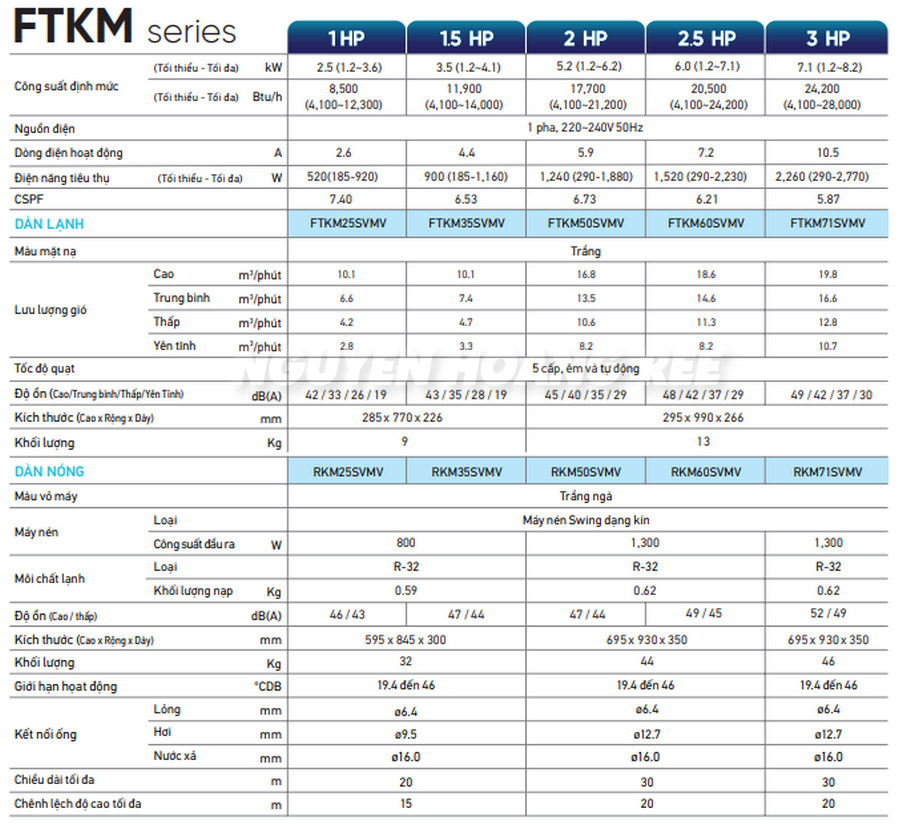 FTKM series 1 HP 1.5 HP 2 HP 2.5 HP 3 HP
Công suất định mức
(Tối thiểu - Tối đa) kW 2.5 (1.2~3.6) 3.5 (1.2~4.1) 5.2 (1.2~6.2) 6.0 (1.2~7.1) 7.1 (1.2~8.2)
(Tối thiểu - Tối đa) Btu/h 8,500 11,900 17,700 20,500 24,200
(4,100~12,300) (4,100~14,000) (4,100~21,200) (4,100~24,200) (4,100~28,000)
Nguồn điện 1 pha, 220~240V 50Hz
Dòng điện hoạt động A 2.6 4.4 5.9 7.2 10.5
Điện năng tiêu thụ (Tối thiểu - Tối đa) W 520(185-920) 900 (185-1,160) 1,240 (290-1,880) 1,520 (290-2,230) 2,260 (290-2,770)
CSPF 7.40 6.53 6.73 6.21 5.87
DÀN LẠNH FTKM25SVMV FTKM35SVMV FTKM50SVMV FTKM60SVMV FTKM71SVMV
Màu mặt nạ Trắng
Lưu lượng gió
Cao m³/phút 10.1 10.1 16.8 18.6 19.8
Trung bình m³/phút 6.6 7.4 13.5 14.6 16.6
Thấp m³/phút 4.2 4.7 10.6 11.3 12.8
Yên tĩnh m³/phút 2.8 3.3 8.2 8.2 10.7
NGUYEN HOANG REE
Tốc độ quạt 5 cấp, êm và tự động
Độ ồn (Cao/Trung bình/Thấp/Yên Tĩnh) dB(A) 42 / 33 / 26 / 19 43 / 35 / 28 / 19 45 / 40 / 35 / 29 48 / 42 / 37 / 29 49 / 42 / 37 / 30
Kích thước (Cao x Rộng x Dày) mm 285 x 770 x 226 295 x 990 x 266
Khối lượng Kg 9 13
DÀN NÓNG RKM25SVMV RKM35SVMV RKM50SVMV RKM60SVMV RKM71SVMV
Màu vỏ máy Trắng ngà
Máy nén
Loại Máy nén Swing dạng kín
Công suất đầu ra W 800 1,300 1,300
Môi chất lạnh
Loại R-32 R-32 R-32
Khối lượng nạp Kg 0.59 0.62 0.62
Độ ồn (Cao / thấp) dB(A) 46 / 43 47 / 44 47 / 44 49 / 45 52 / 49
Kích thước (Cao x Rộng x Dày) mm 595 x 845 x 300 695 x 930 x 350 695 x 930 x 350
Khối lượng Kg 32 44 46
Giới hạn họat động °CDB 19.4 đến 46 19.4 đến 46 19.4 đến 46
Kết nối ống
Lỏng mm ø6.4 ø6.4 ø6.4
Hơi mm ø9.5 ø12.7 ø12.7
Nước xả mm ø16.0 ø16.0 ø16.0
Chiều dài tối đa m 20 30 30
Chênh lệch độ cao tối đa m 15 20 20